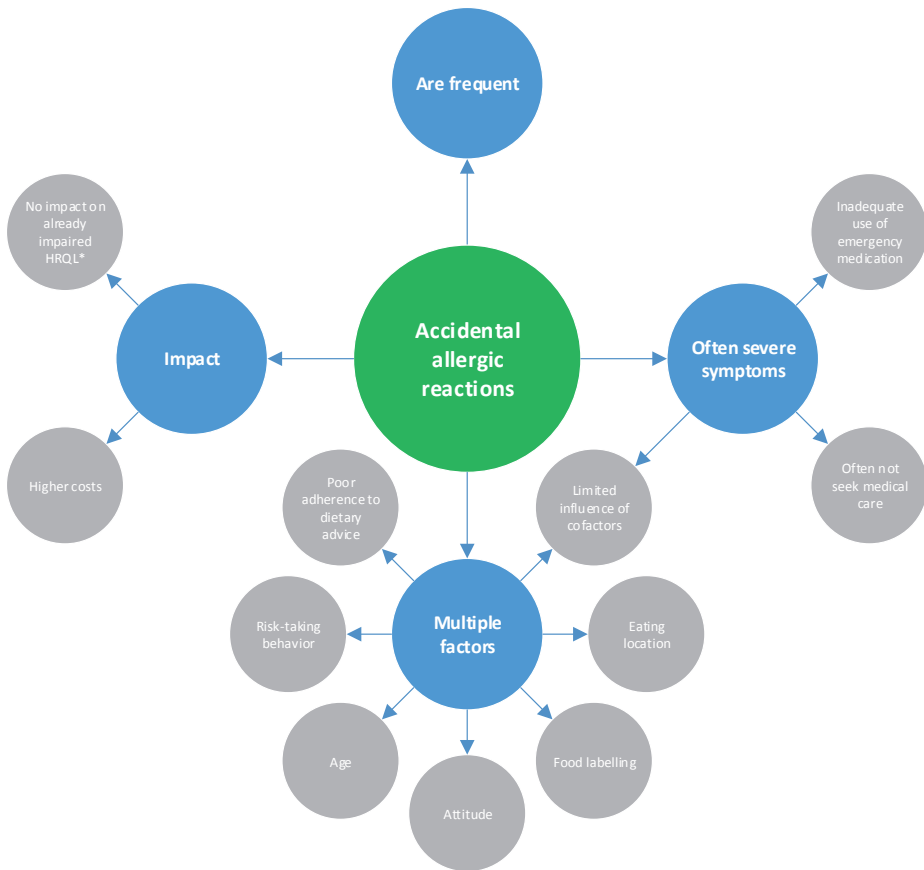 Are frequent
No impact on
already
impaired
HRQL*
Inadequate
use of
emergency
medication
Accidental
allergic
reactions
Impact
Often severe
symptoms
Higher costs
Poor
adherence to
dietary
advice
Limited
influence of
cofactors
Often not
seek medical
care
Risk-taking
behavior
Multiple
factors
Eating
location
Age
Food labelling
Attitude